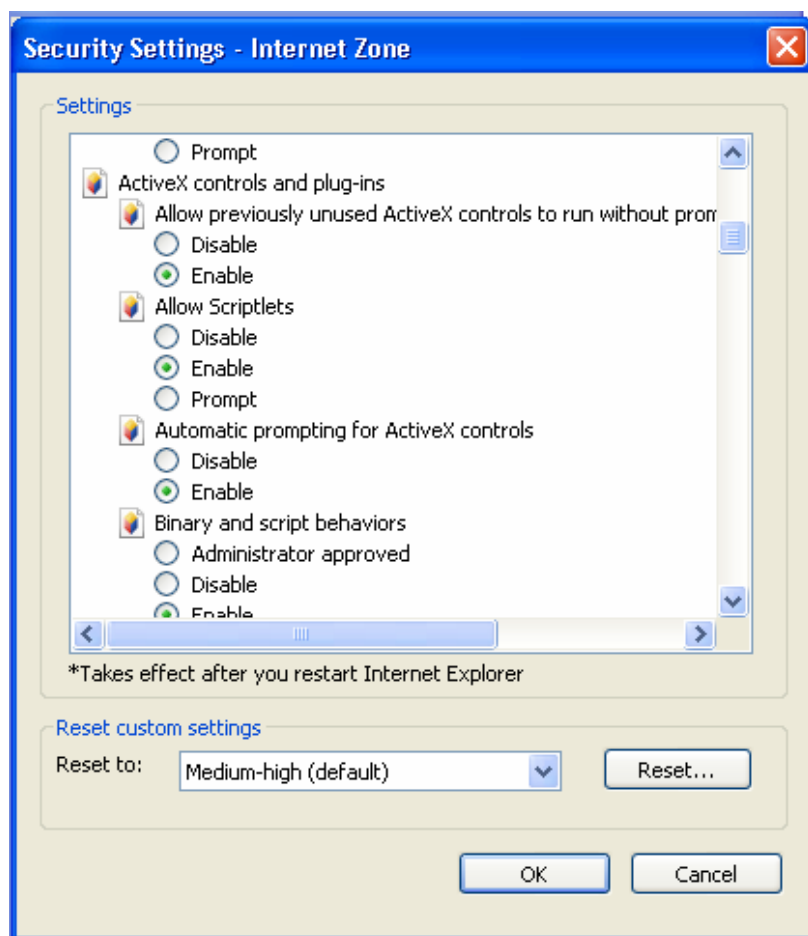 Security Settings - Internet Zone
Settings
Prompt
ActiveX controls and plug-ins
Allow previously unused ActiveX controls to run without prom
Disable
Enable
Allow Scriptlets
Disable
Enable
Prompt
Automatic prompting for ActiveX controls
Disable
Enable
Binary and script behaviors
Administrator approved
Disable
Enable
*Takes effect after you restart Internet Explorer
Reset custom settings
Reset to: Medium-high (default) Reset...
OK Cancel